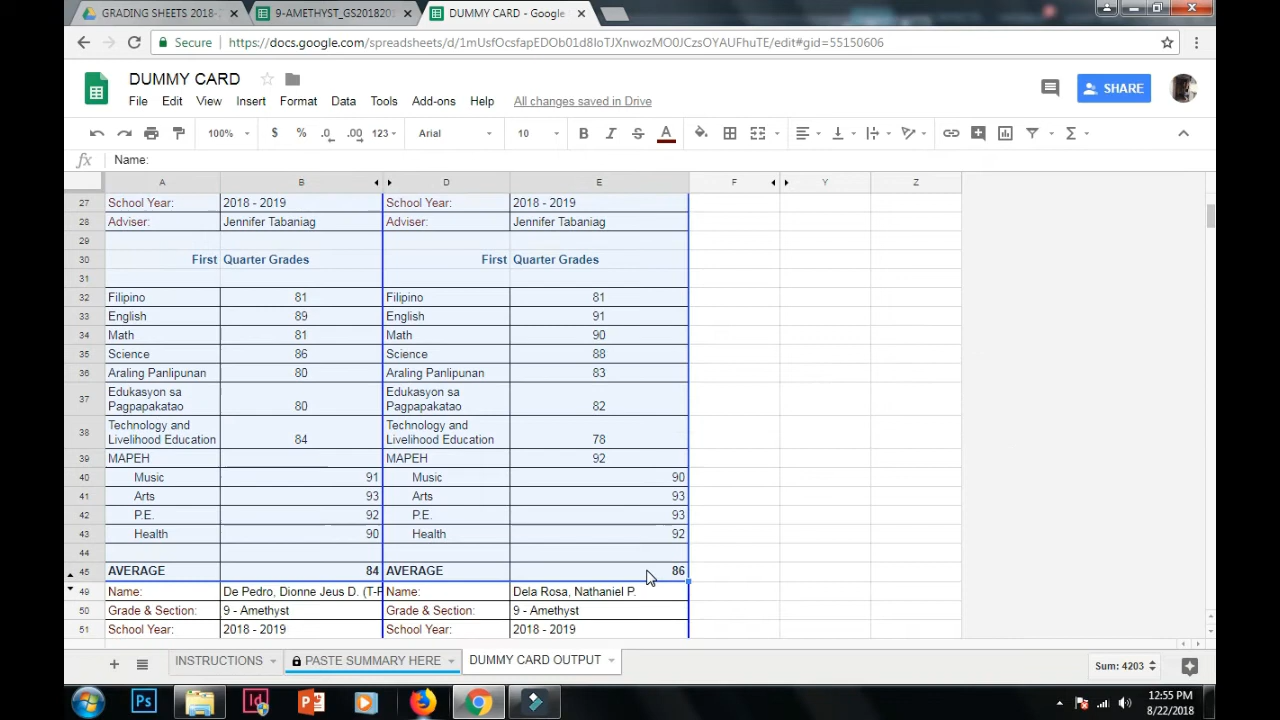 GRADING SHEETS 2018-
9-AMETHYST_GS201820
DUMMY CARD - Google
Secure
https://docs.google.com/spreadsheets/d/1mUsfOcsfapEDOb01d8IoTJXnwozMO0JCzsOYAUFhuTE/edit#gid=55150606
DUMMY CARD
File Edit View Insert Format Data Tools Add-ons Help All changes saved in Drive
SHARE
100% $ % .0 .00 123 Arial 10 B I S A Σ
fx Name:
A B D E F Y Z
27 School Year: 2018 - 2019 School Year: 2018 - 2019
28 Adviser: Jennifer Tabaniag Adviser: Jennifer Tabaniag
29
30 First Quarter Grades First Quarter Grades
31
32 Filipino 81 Filipino 81
33 English 89 English 91
34 Math 81 Math 90
35 Science 86 Science 88
36 Araling Panlipunan 80 Araling Panlipunan 83
37 Edukasyon sa Pagpapakatao 80 Edukasyon sa Pagpapakatao 82
38 Technology and Livelihood Education 84 Technology and Livelihood Education 78
39 MAPEH MAPEH 92
40 Music 91 Music 90
41 Arts 93 Arts 93
42 P.E. 92 P.E. 93
43 Health 90 Health 92
44
45 AVERAGE 84 AVERAGE 86
49 Name: De Pedro, Dionne Jeus D. (T-F Name: Dela Rosa, Nathaniel P.
50 Grade & Section: 9 - Amethyst Grade & Section: 9 - Amethyst
51 School Year: 2018 - 2019 School Year: 2018 - 2019
INSTRUCTIONS PASTE SUMMARY HERE DUMMY CARD OUTPUT Sum: 4203
Ps Id P
12:55 PM
8/22/2018